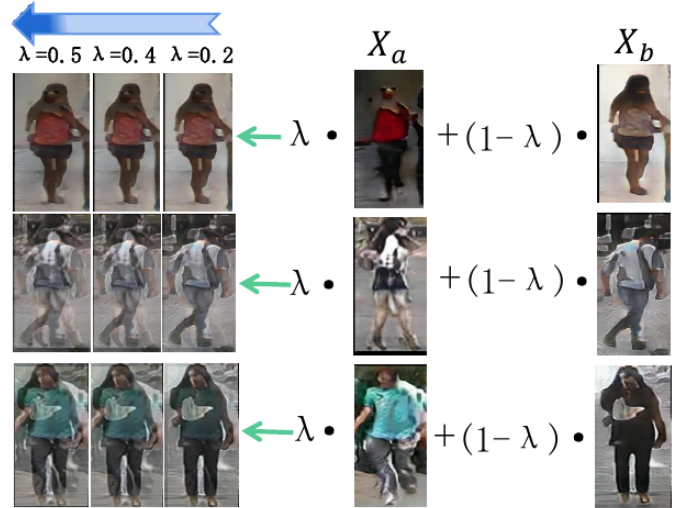 λ=0.5 λ=0.4 λ=0.2 X_a X_b
λ • +(1-λ) •
λ • +(1-λ) •
λ • +(1-λ) •